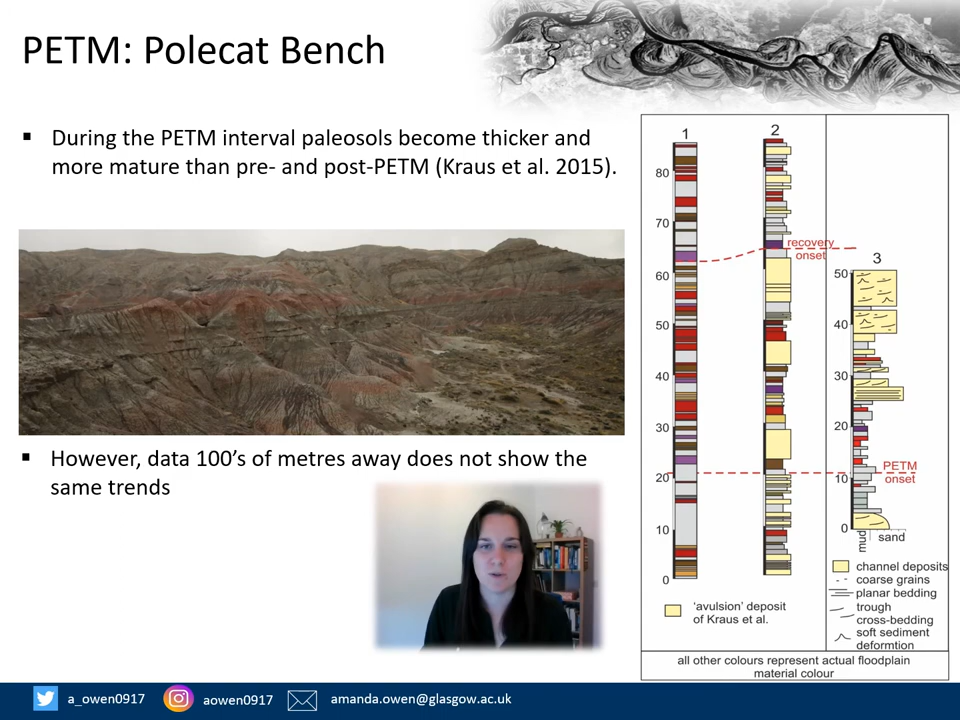 PETM: Polecat Bench
▪ During the PETM interval paleosols become thicker and
more mature than pre- and post-PETM (Kraus et al. 2015).
▪ However, data 100’s of metres away does not show the
same trends
1
2
3
80
70
60
50
40
30
20
10
0
recovery
onset
50
40
30
20
10
0
PETM
onset
mud
sand
‘avulsion’ deposit
of Kraus et al.
channel deposits
coarse grains
planar bedding
trough
cross-bedding
soft sediment
deformtion
all other colours represent actual floodplain
material colour
a_owen0917
aowen0917
amanda.owen@glasgow.ac.uk